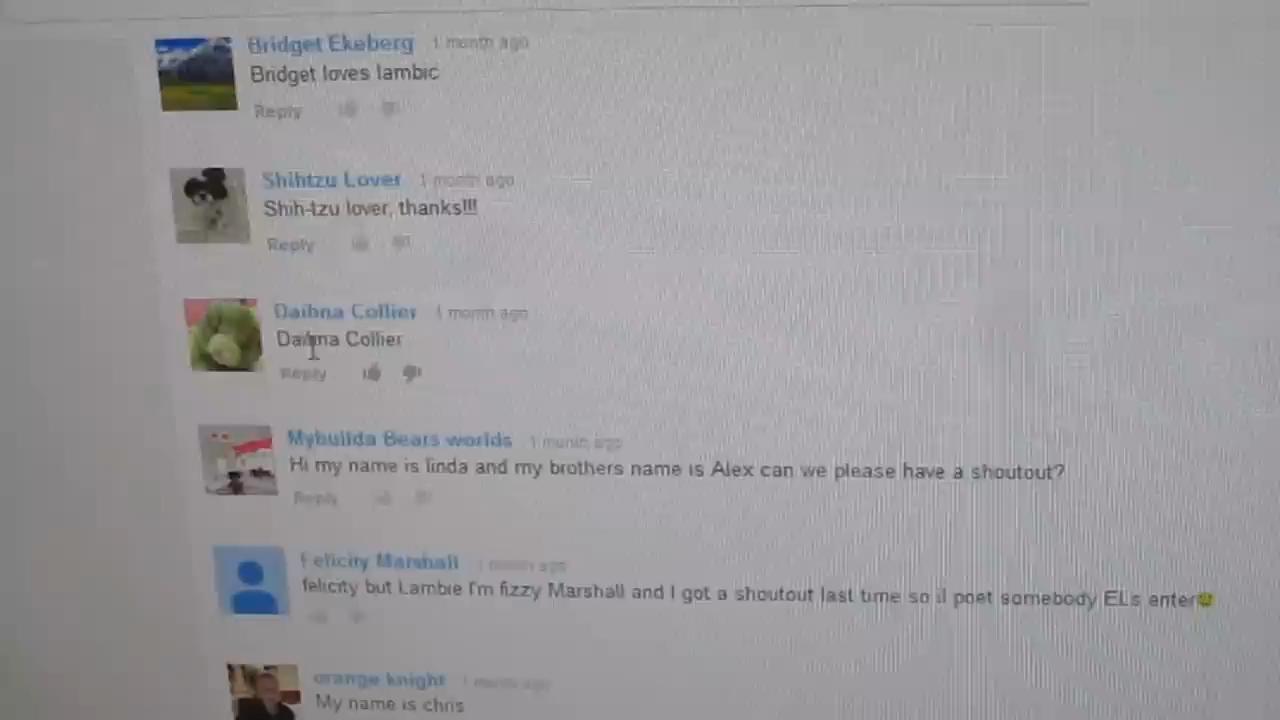 Bridget Ekeberg 1 month ago
Bridget loves lambic
Reply
Shihtzu Lover 1 month ago
Shih-tzu lover, thanks!!!
Reply
Daibna Collier 1 month ago
Daibna Collier
Reply
Mybuilda Bears worlds 1 month ago
Hi my name is linda and my brothers name is Alex can we please have a shoutout?
Reply
Felicity Marshall 1 month ago
felicity but Lambie I'm fizzy Marshall and I got a shoutout last time so il poet somebody ELs enter
orange knight 1 month ago
My name is chris